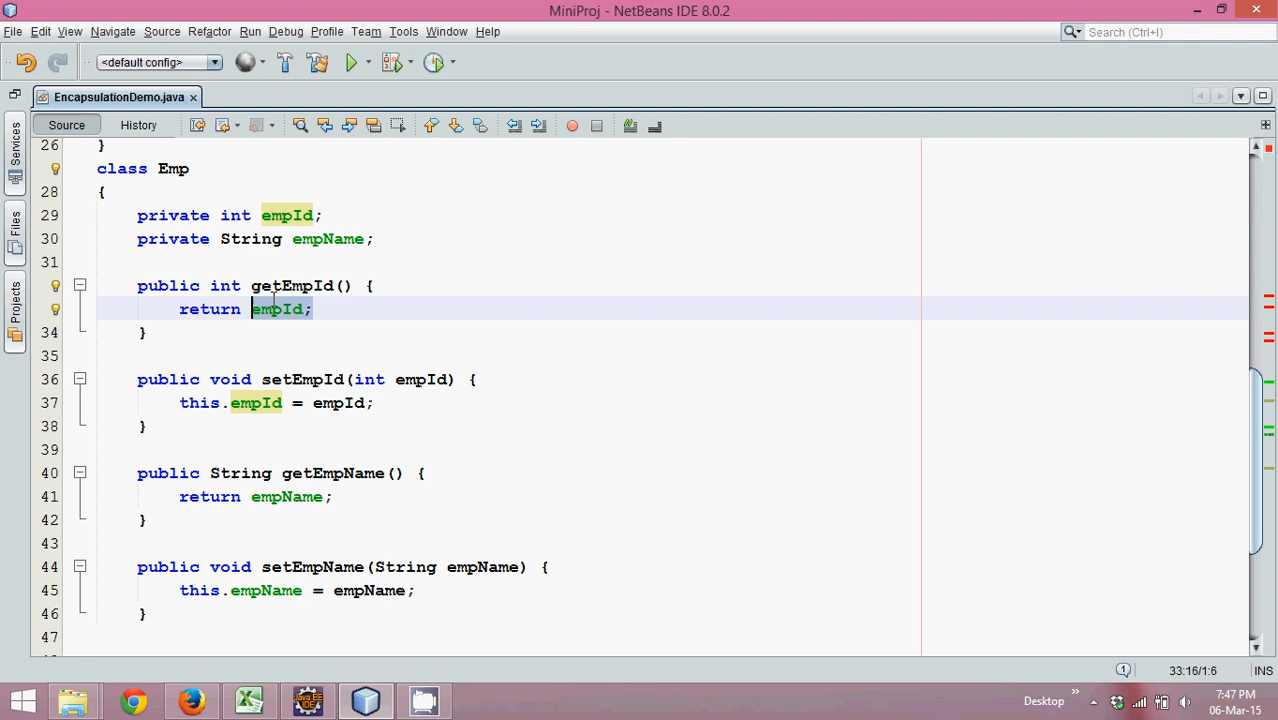 MiniProj - NetBeans IDE 8.0.2
File Edit View Navigate Source Refactor Run Debug Profile Team Tools Window Help
Search (Ctrl+I)
<default config>
EncapsulationDemo.java
Source History
Services
Files
Projects
26 }
class Emp
28 {
29 private int empId;
30 private String empName;
31
public int getEmpId() {
return empId;
34 }
35
36 public void setEmpId(int empId) {
37 this.empId = empId;
38 }
39
40 public String getEmpName() {
41 return empName;
42 }
43
44 public void setEmpName(String empName) {
45 this.empName = empName;
46 }
47
1 33:16/1:6 INS
Java EE IDE
Desktop
7:47 PM
06-Mar-15